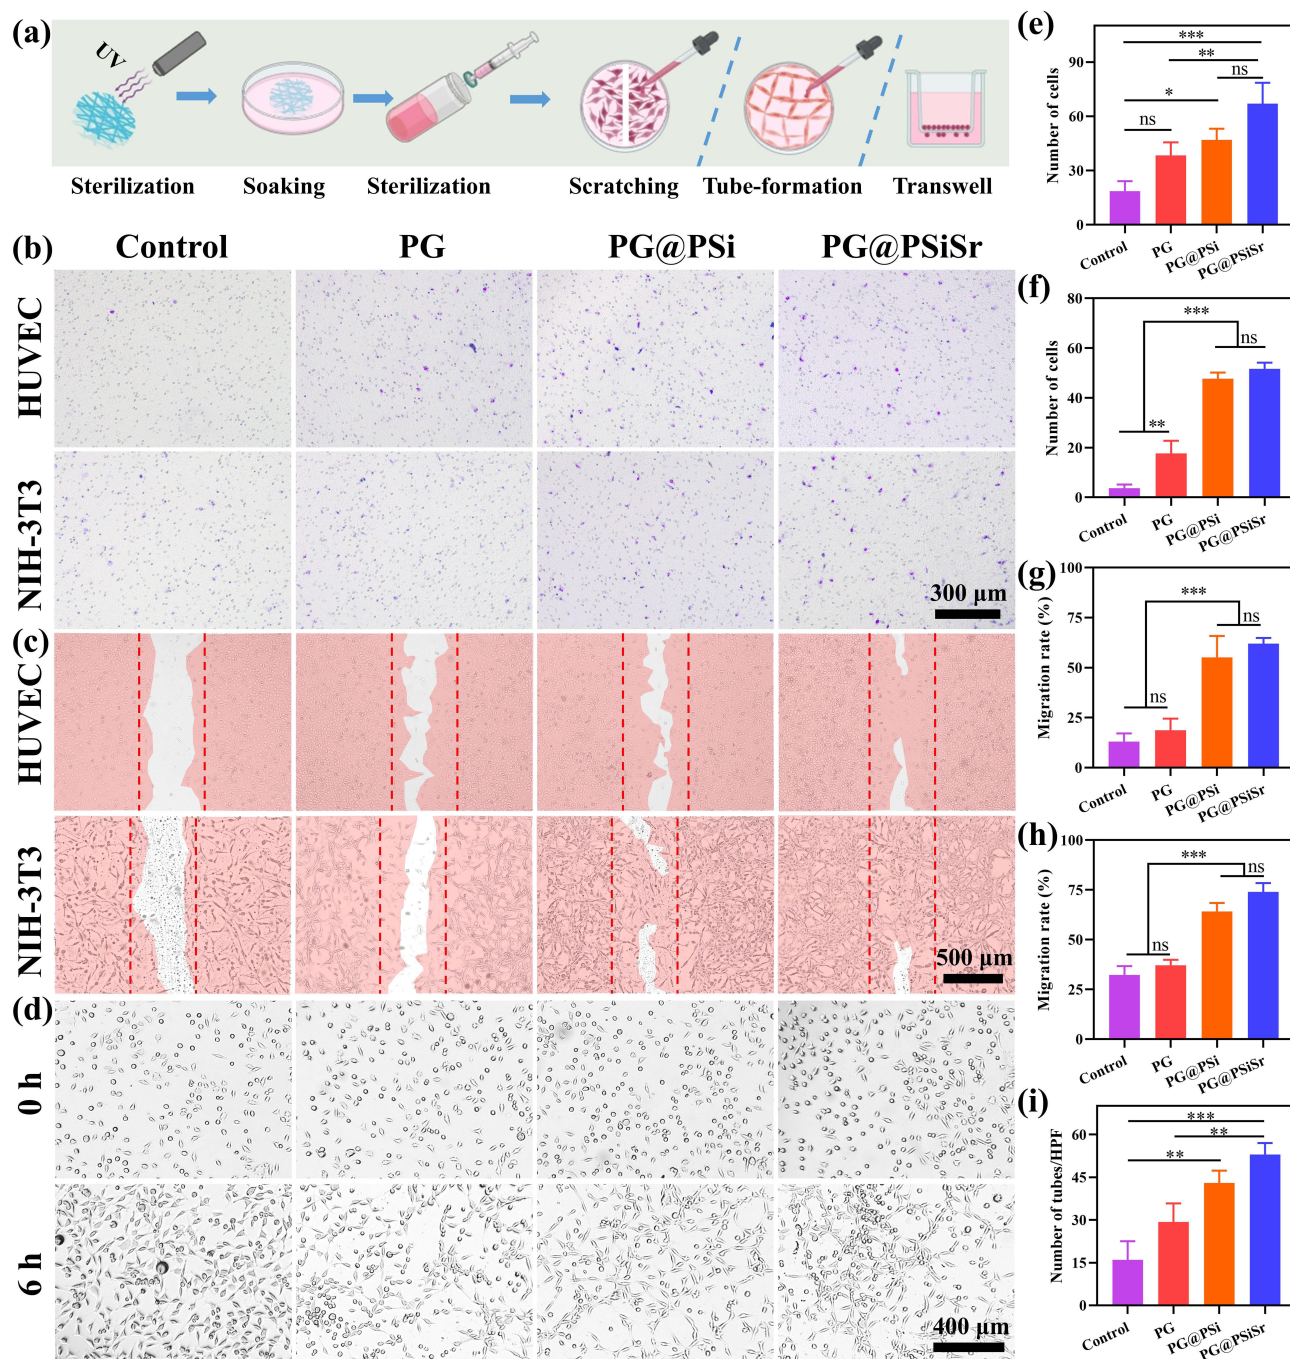 (a)
UV
Sterilization
Soaking
Sterilization
Scratching
Tube-formation
Transwell
(b)
Control
PG
PG@PSi
PG@PSiSr
HUVEC
NIH-3T3
300 μm
(c)
HUVEC
NIH-3T3
500 μm
(d)
0 h
6 h
400 μm
(e)
Number of cells
90
60
30
0
***
**
ns
*
ns
Control
PG
PG@PSi
PG@PSiSr
(f)
Number of cells
80
60
40
20
0
***
ns
**
Control
PG
PG@PSi
PG@PSiSr
(g)
Migration rate (%)
100
75
50
25
0
***
ns
ns
Control
PG
PG@PSi
PG@PSiSr
(h)
Migration rate (%)
100
75
50
25
0
***
ns
ns
Control
PG
PG@PSi
PG@PSiSr
(i)
Number of tubes/HPF
60
45
30
15
0
***
**
**
Control
PG
PG@PSi
PG@PSiSr